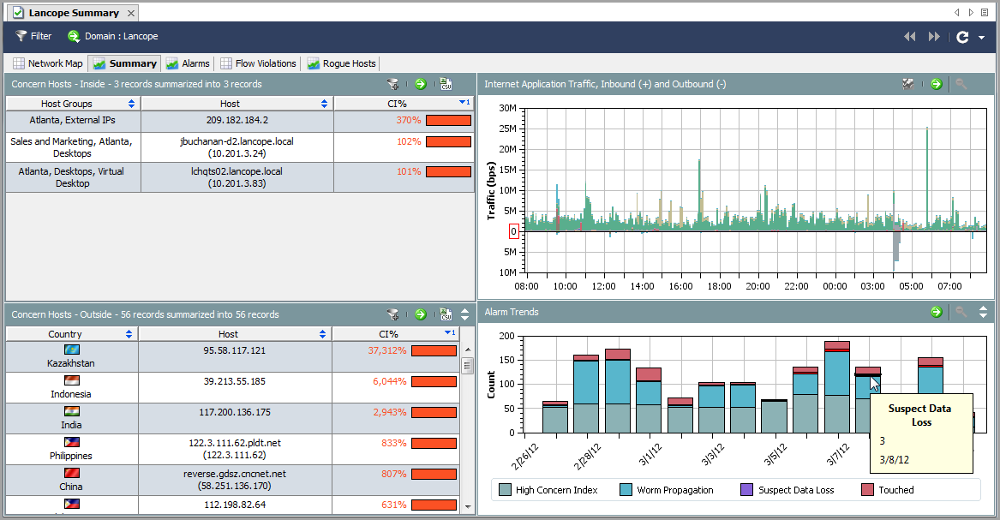 Lancope Summary
Filter
Domain : Lancope
Network Map
Summary
Alarms
Flow Violations
Rogue Hosts
Concern Hosts - Inside - 3 records summarized into 3 records
CSV
Host Groups
Host
CI%
1
Atlanta, External IPs
209.182.184.2
370%
Sales and Marketing, Atlanta,
Desktops
jbuchanan-d2.lancope.local
(10.201.3.24)
102%
Atlanta, Desktops, Virtual
Desktop
lchqts02.lancope.local
(10.201.3.83)
101%
Internet Application Traffic, Inbound (+) and Outbound (-)
Traffic (bps)
30M
25M
20M
15M
10M
5M
0
5M
10M
08:00
10:00
12:00
14:00
16:00
18:00
20:00
22:00
00:00
03:00
05:00
07:00
Concern Hosts - Outside - 56 records summarized into 56 records
CSV
Country
Host
CI%
1
Kazakhstan
95.58.117.121
37,312%
Indonesia
39.213.55.185
6,044%
India
117.200.136.175
2,943%
Philippines
122.3.111.62.pldt.net
(122.3.111.62)
833%
China
reverse.gdsz.cncnet.net
(58.251.136.170)
807%
112.198.82.64
631%
Alarm Trends
Count
200
150
100
50
0
2/26/12
2/28/12
3/1/12
3/3/12
3/5/12
3/7/12
Suspect Data
Loss
3
3/8/12
High Concern Index
Worm Propagation
Suspect Data Loss
Touched